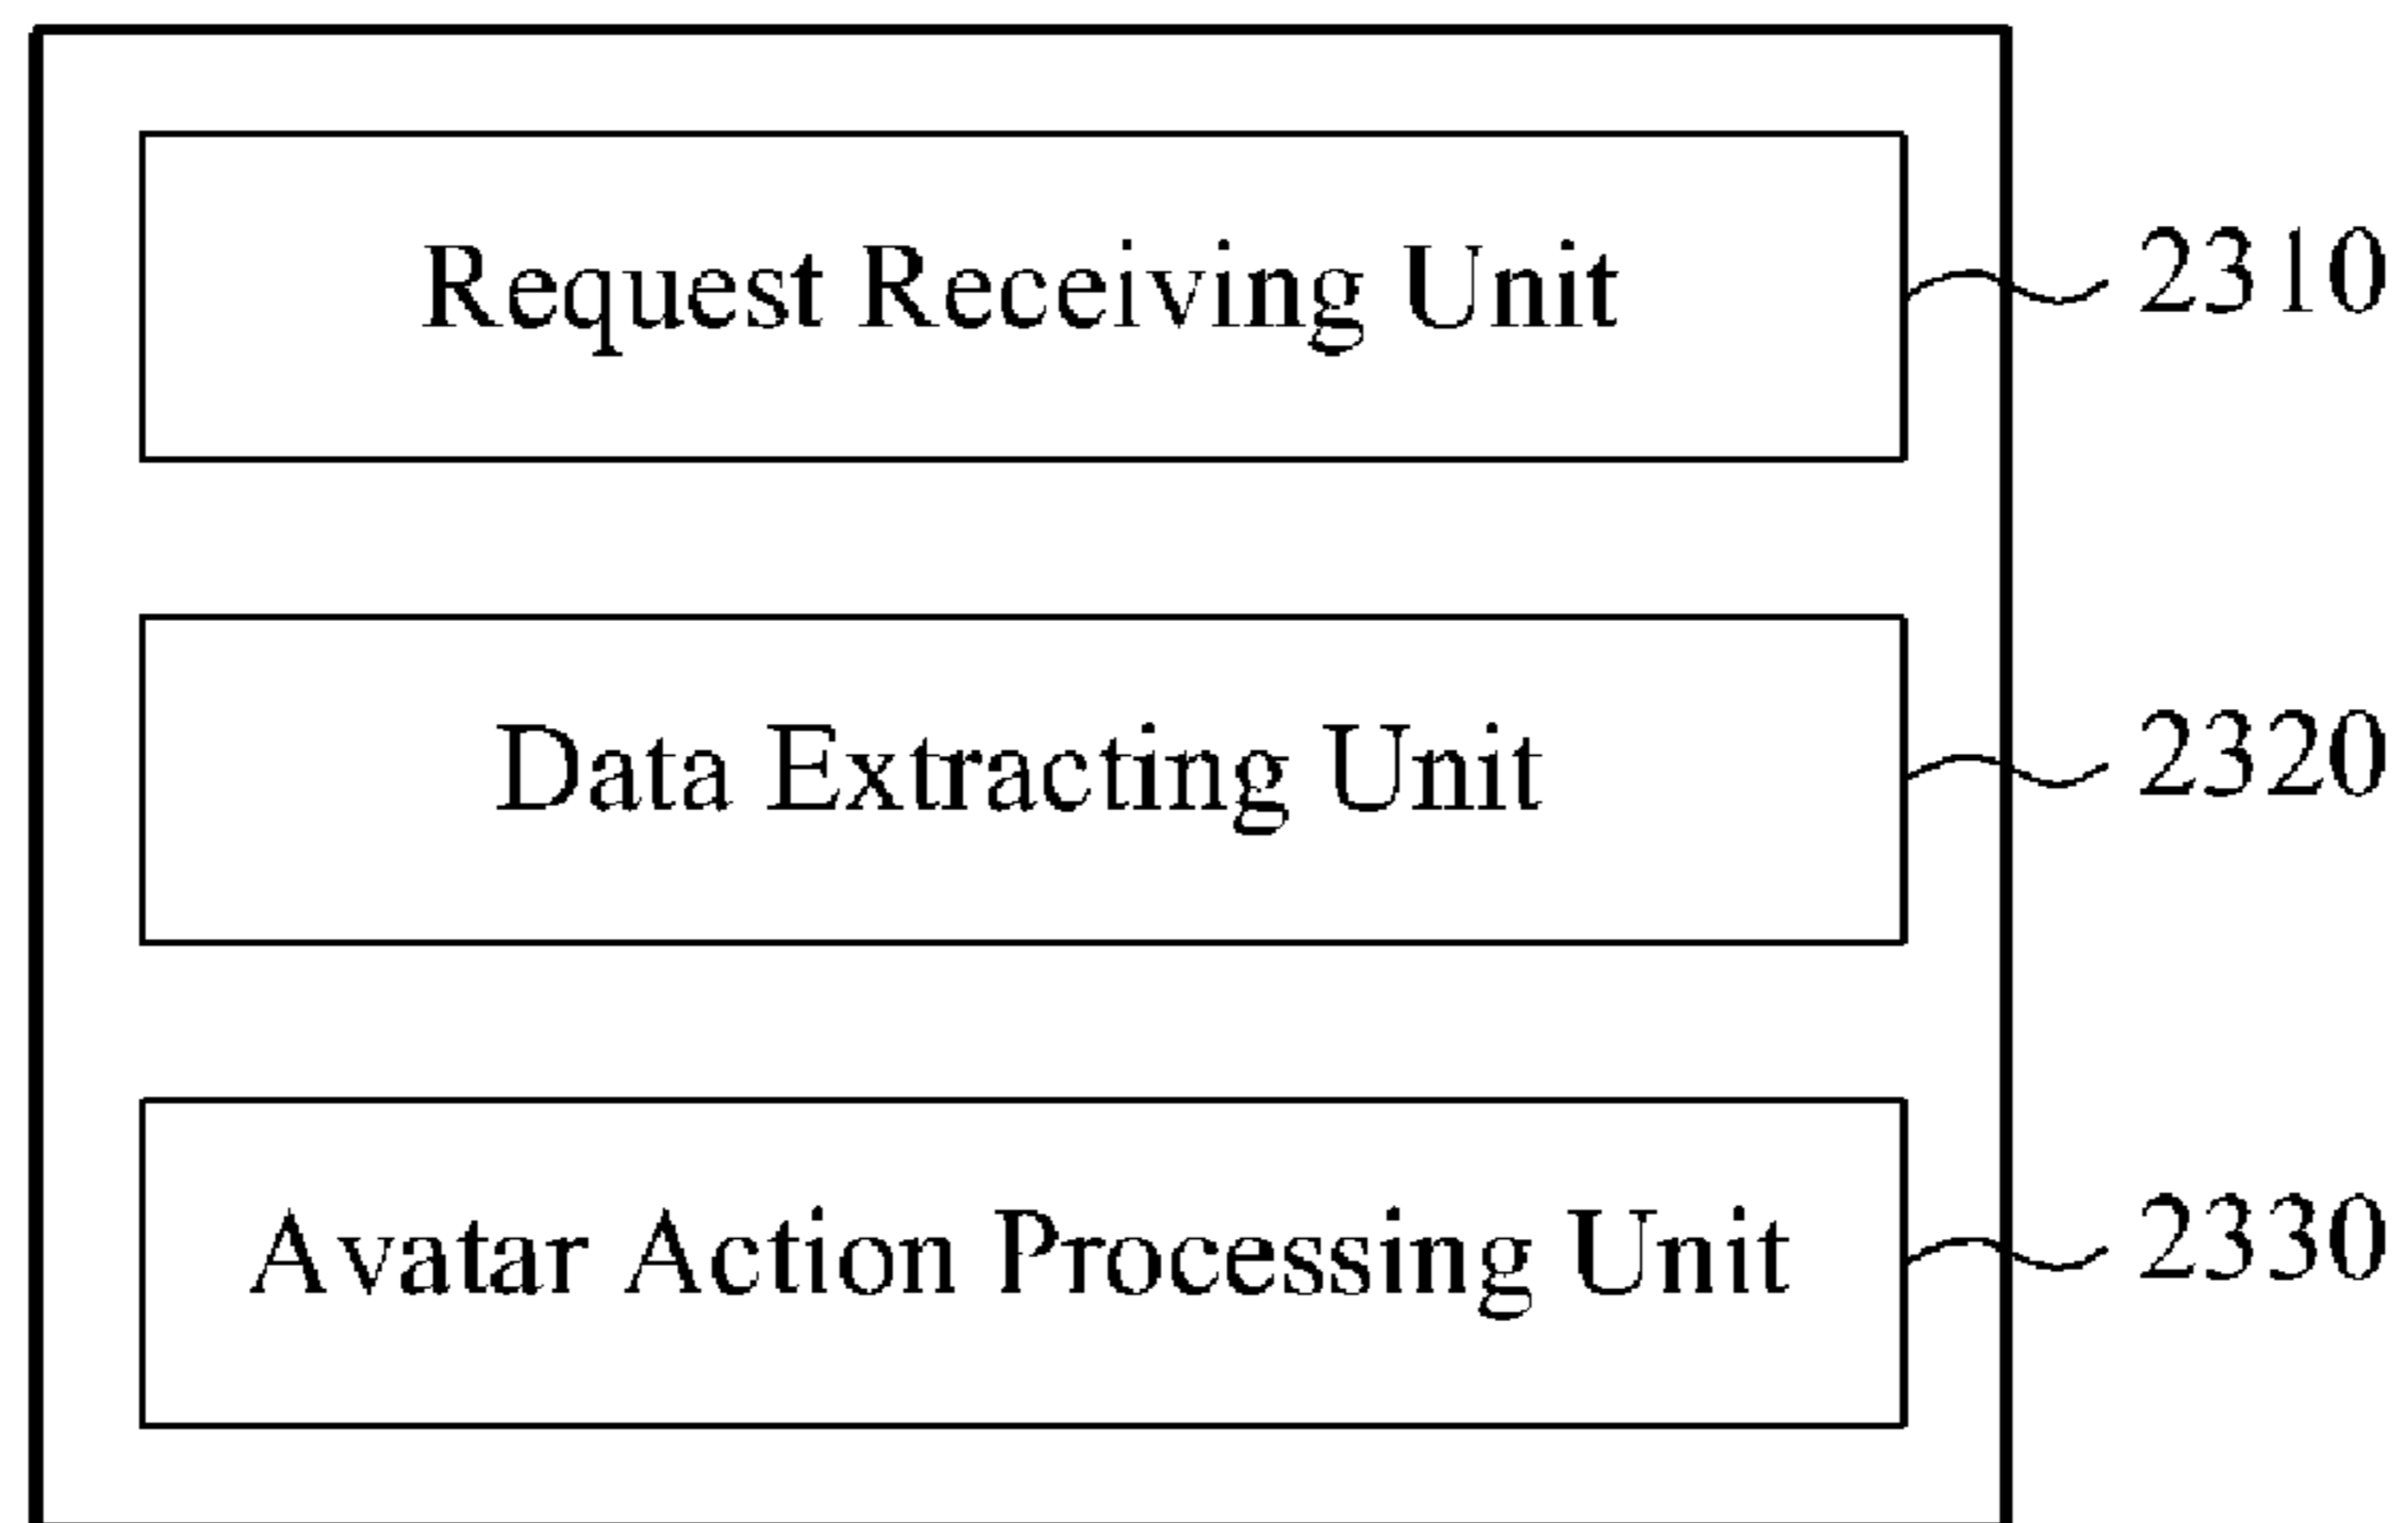 Request Receiving Unit 2310
Data Extracting Unit 2320
Avatar Action Processing Unit 2330